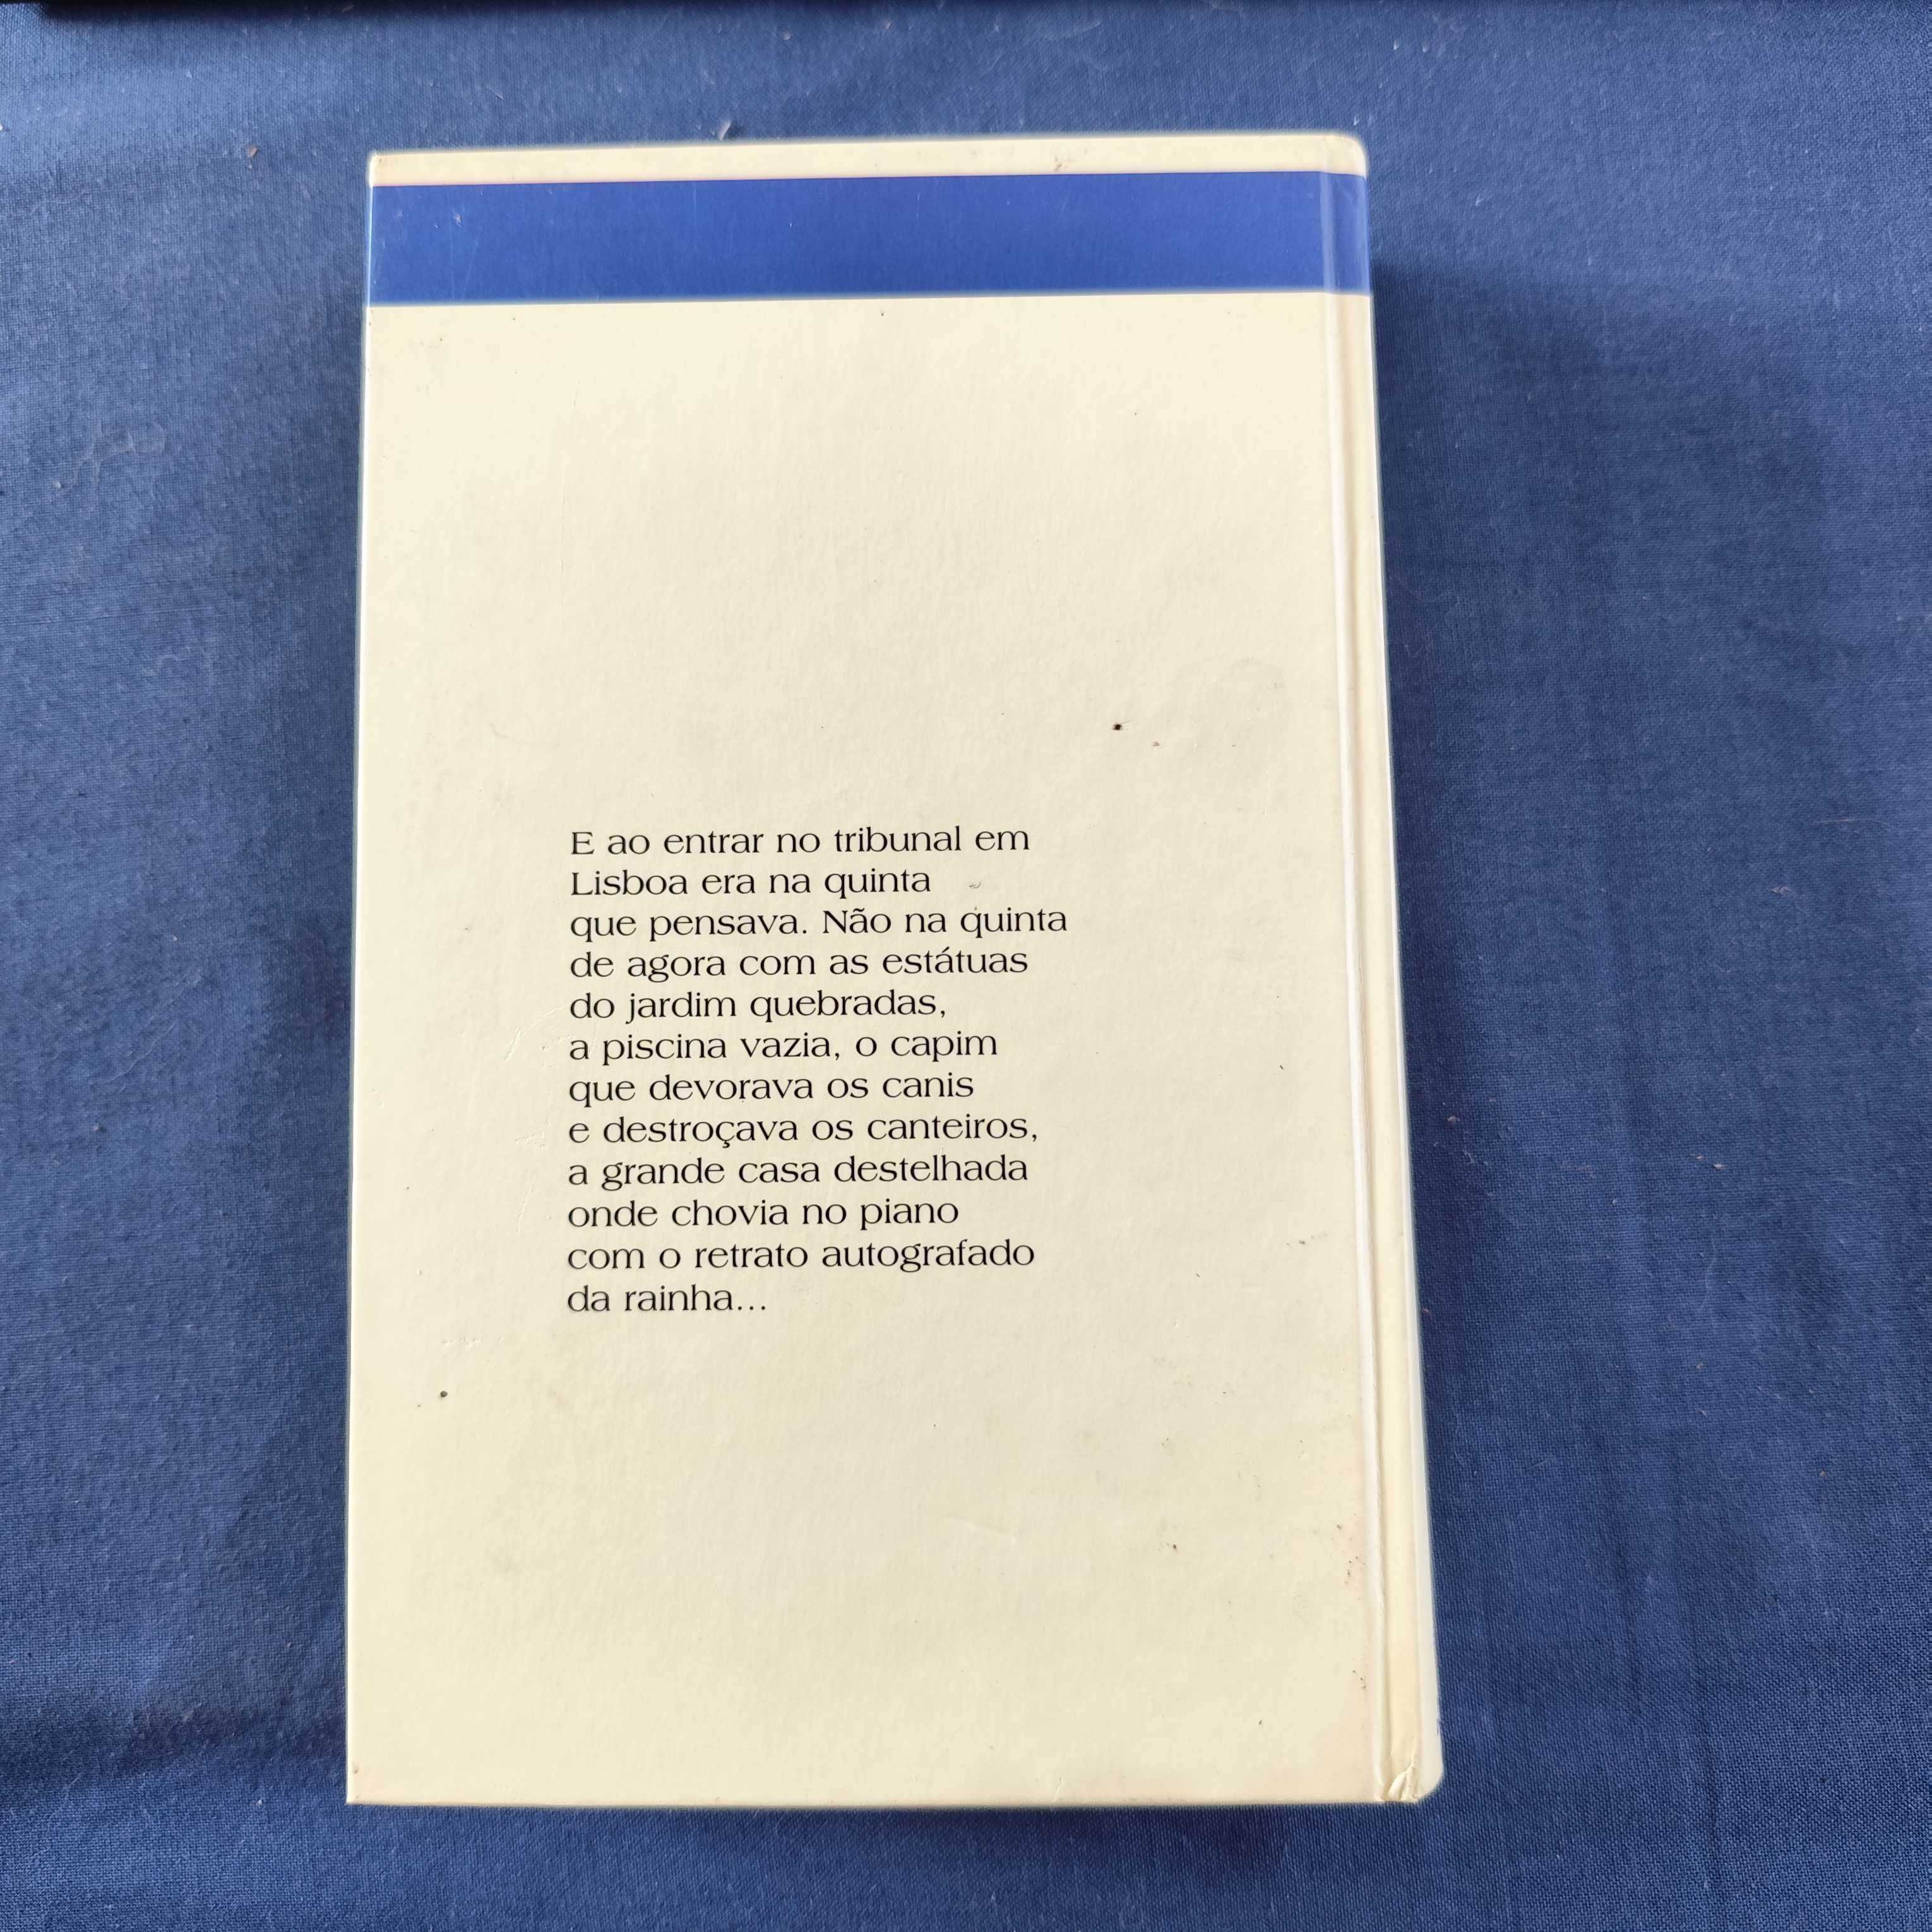 E ao entrar no tribunal em
Lisboa era na quinta
que pensava. Não na quinta
de agora com as estátuas
do jardim quebradas,
a piscina vazia, o capim
que devorava os canis
e destroçava os canteiros,
a grande casa destelhada
onde chovia no piano
com o retrato autografado
da rainha...